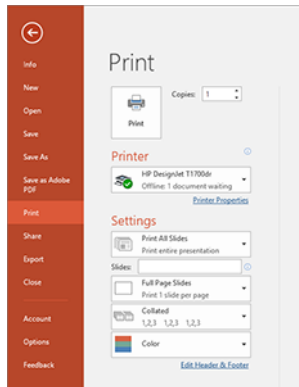 Info
New
Open
Save
Save As
Save as Adobe
PDF
Print
Share
Export
Close
Account
Options
Feedback
Print
Copies: 1
Print
Printer
HP DesignJet T1700dr
Offline: 1 document waiting
Printer Properties
Settings
Print All Slides
Print entire presentation
Slides:
Full Page Slides
Print 1 slide per page
Collated
1,2,3 1,2,3 1,2,3
Color
Edit Header & Footer